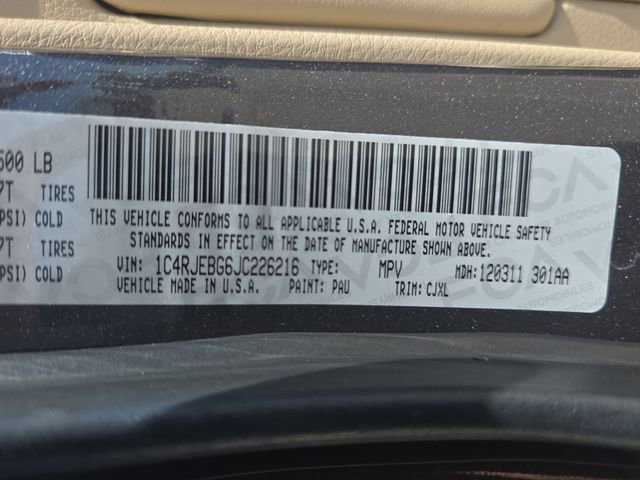 500 LB
7T TIRES
PSI) COLD
7T TIRES
PSI) COLD
THIS VEHICLE CONFORMS TO ALL APPLICABLE U.S.A. FEDERAL MOTOR VEHICLE SAFETY
STANDARDS IN EFFECT ON THE DATE OF MANUFACTURE SHOWN ABOVE.
VIN: 1C4RJEBG6JC226216 TYPE: MPV MDH:120311 301AA
VEHICLE MADE IN U.S.A. PAINT: PAU TRIM: CJXL